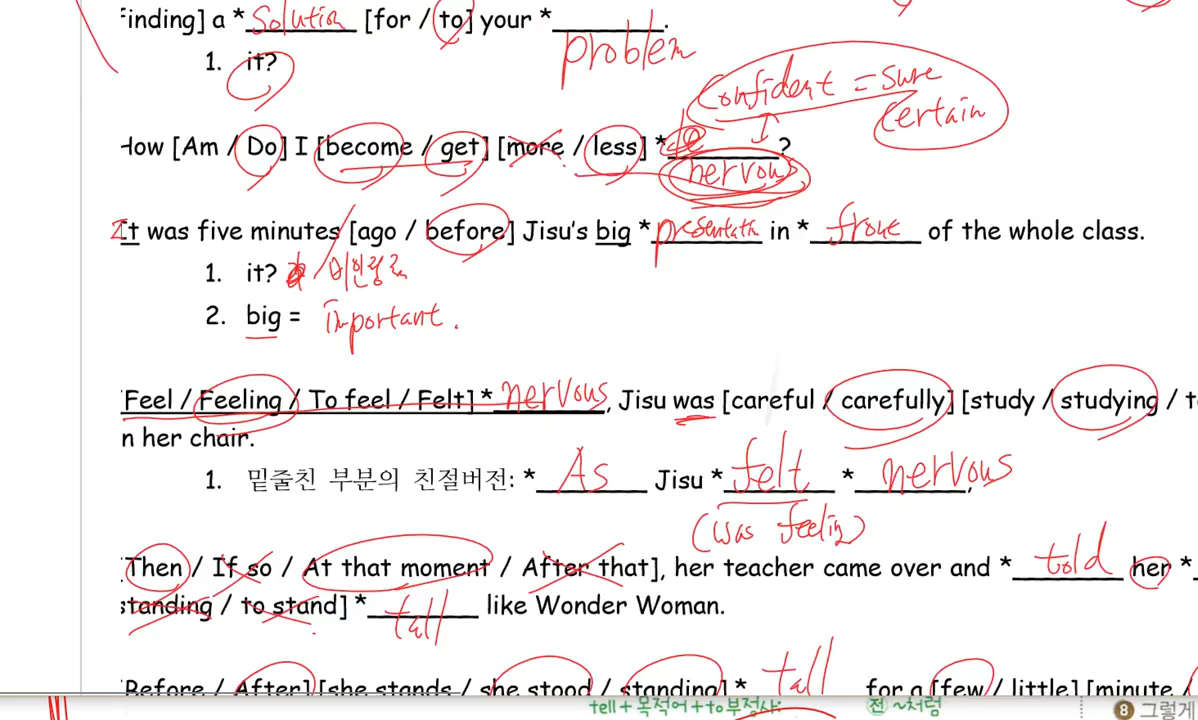 Finding] a *Solution [for / to] your *problem.
1. it?
confident = sure
certain
How [Am / Do] I [become / get] [more / less] *nervous?
It was five minutes [ago / before] Jisu's big *presentation in *front of the whole class.
1. it? 비인칭주
2. big = important.
Feel / Feeling / To feel / Felt] *nervous, Jisu was [careful / carefully] [study / studying / t
n her chair.
1. 밑줄친 부분의 친절버전: *As Jisu *felt *nervous,
(was feeling)
[Then / If so / At that moment / After that], her teacher came over and *told her *
standing / to stand] *tall like Wonder Woman.
Before / After] [she stands / she stood / standing] *tall for a [few / little] [minute /
tell + 목적어 + to부정사: 전 ~처럼 8 그렇게